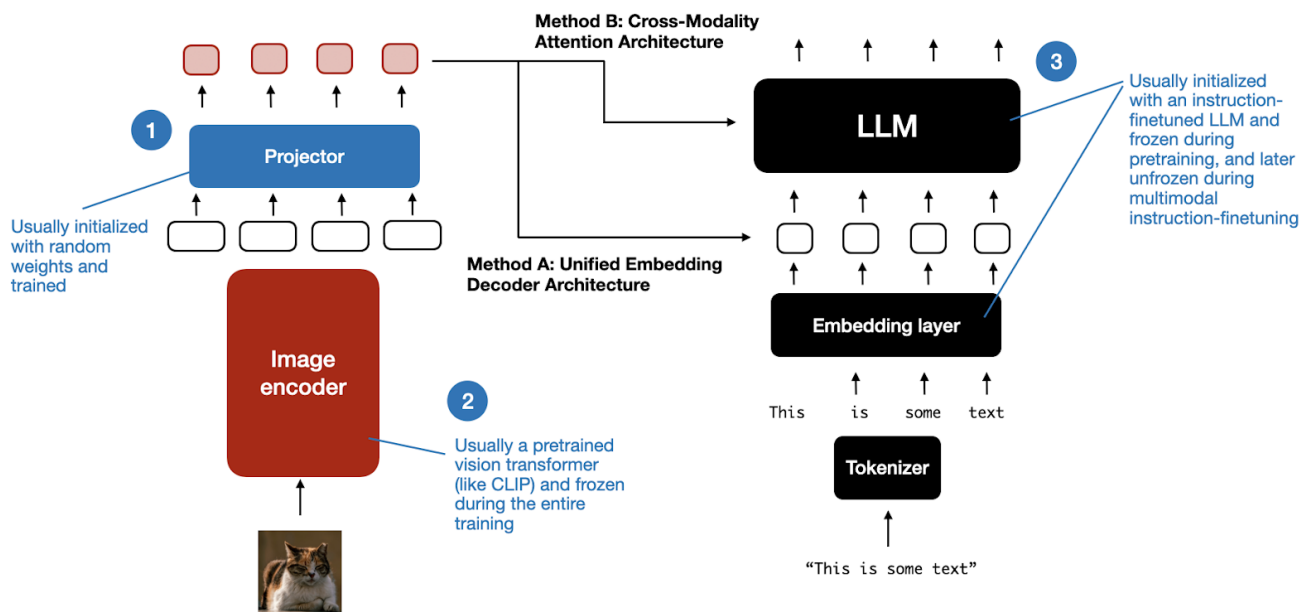 Method B: Cross-Modality
Attention Architecture
1
Projector
Usually initialized
with random
weights and
trained
Image
encoder
2
Usually a pretrained
vision transformer
(like CLIP) and frozen
during the entire
training
Method A: Unified Embedding
Decoder Architecture
3
LLM
Usually initialized
with an instruction-
finetuned LLM and
frozen during
pretraining, and later
unfrozen during
multimodal
instruction-finetuning
Embedding layer
This is some text
Tokenizer
“This is some text”